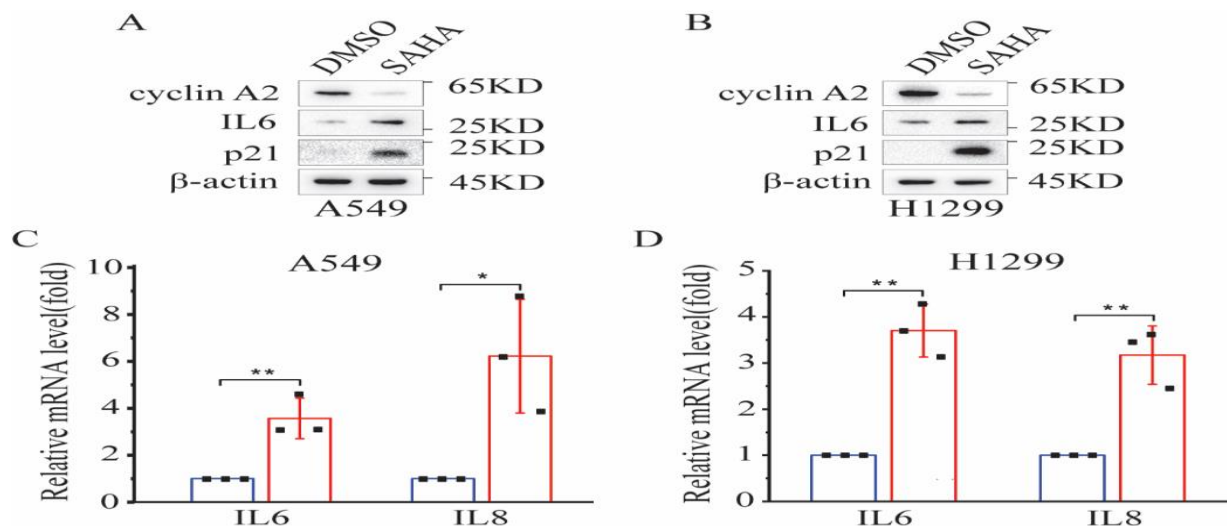 A
DMSO SAHA
cyclin A2 65KD
IL6 25KD
p21 25KD
β-actin 45KD
A549
B
DMSO SAHA
cyclin A2 65KD
IL6 25KD
p21 25KD
β-actin 45KD
H1299
C
A549
Relative mRNA level(fold)
10
8
6
4
2
0
**
*
IL6 IL8
D
H1299
Relative mRNA level(fold)
5
4
3
2
1
0
**
**
IL6 IL8